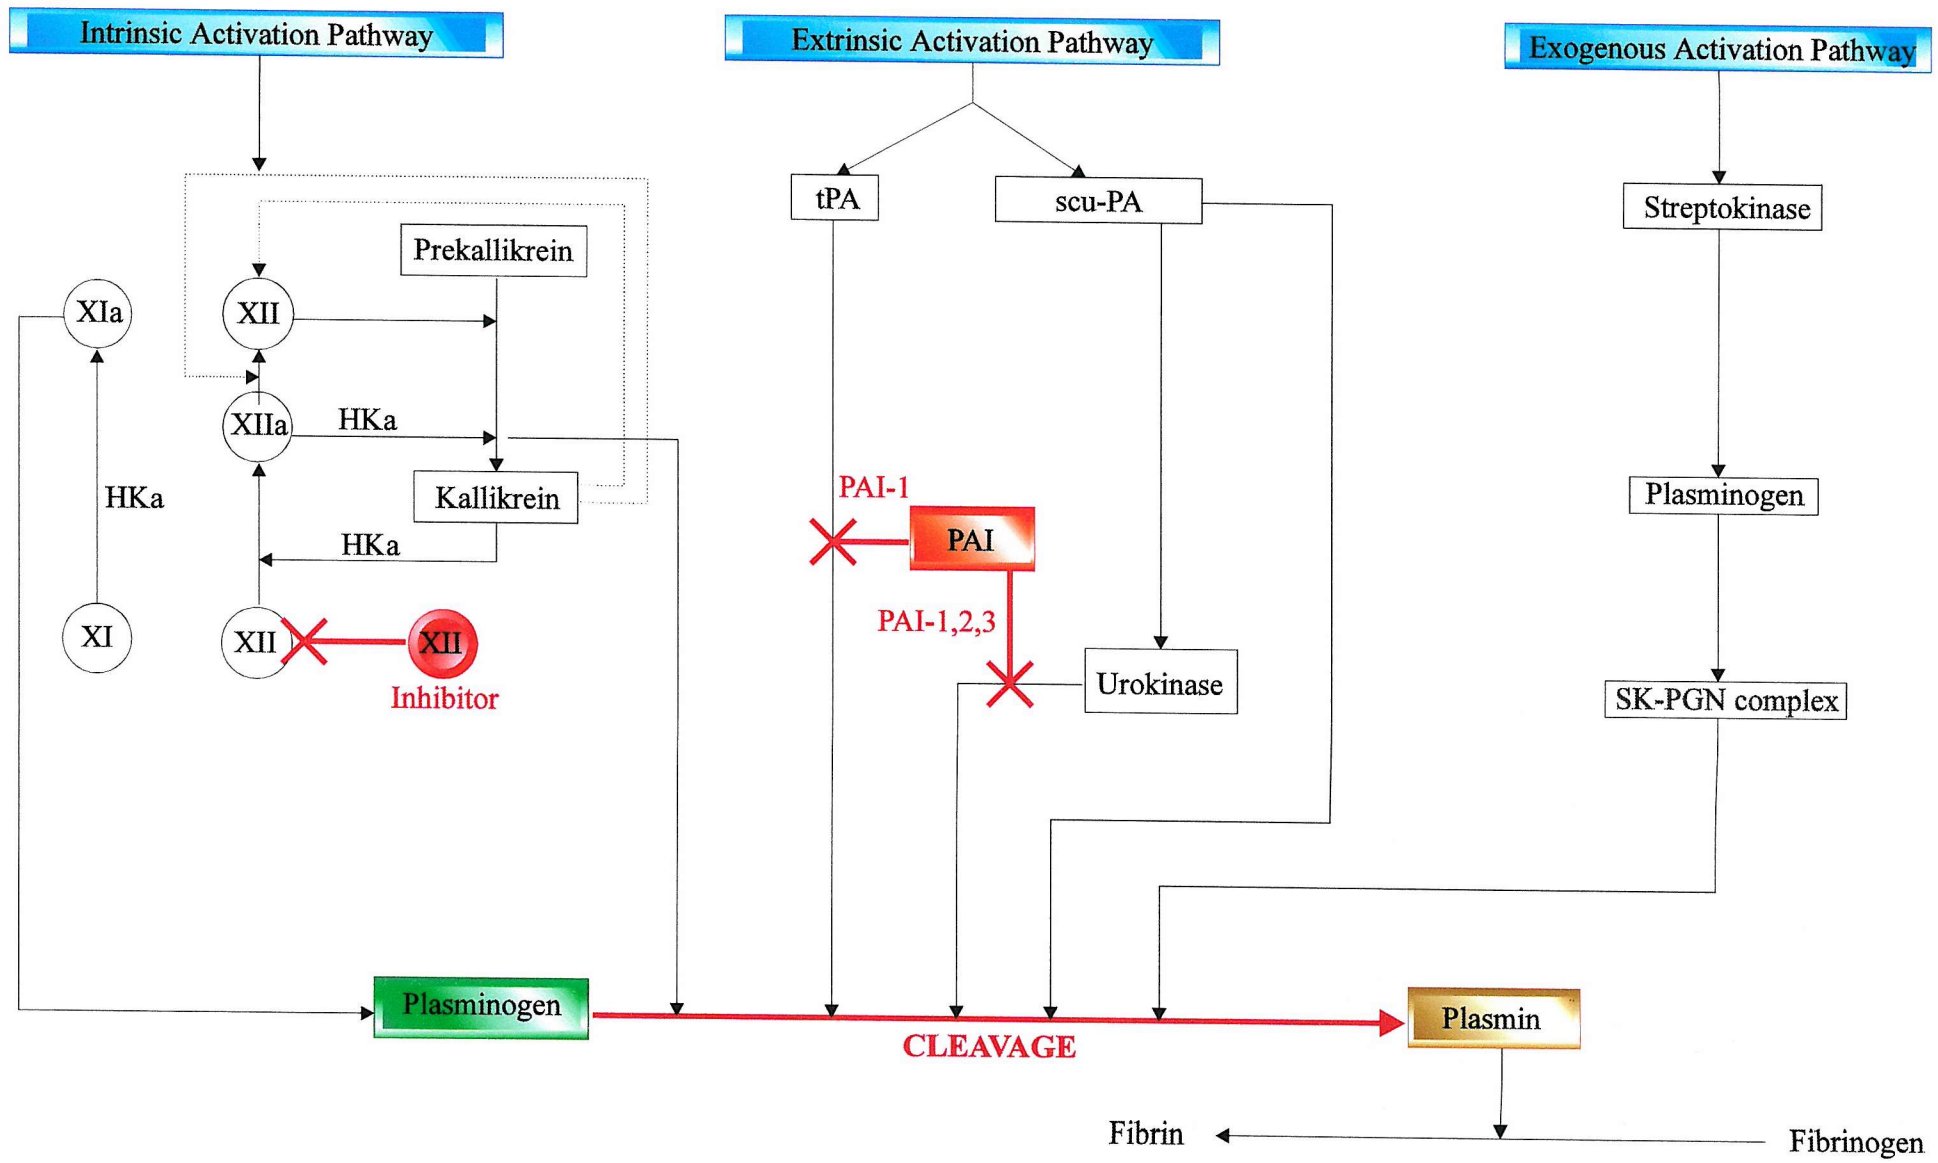 Intrinsic Activation Pathway
Extrinsic Activation Pathway
Exogenous Activation Pathway
tPA
scu-PA
Streptokinase
Prekallikrein
XIa
XII
XIIa
HKa
HKa
Kallikrein
HKa
XI
XII
XII
Inhibitor
PAI-1
PAI
PAI-1,2,3
Urokinase
Plasminogen
SK-PGN complex
Plasminogen
CLEAVAGE
Plasmin
Fibrin
Fibrinogen